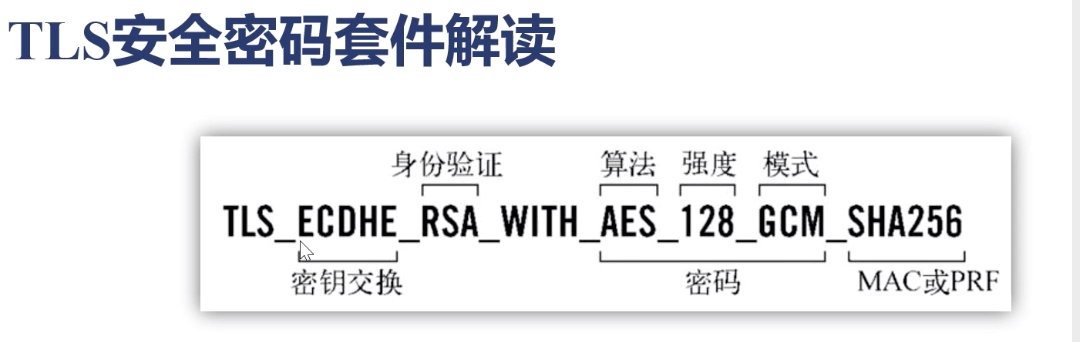 TLS安全密码套件解读
身份验证 算法 强度 模式
TLS_ECDHE_RSA_WITH_AES_128_GCM_SHA256
密钥交换 密码 MAC或PRF